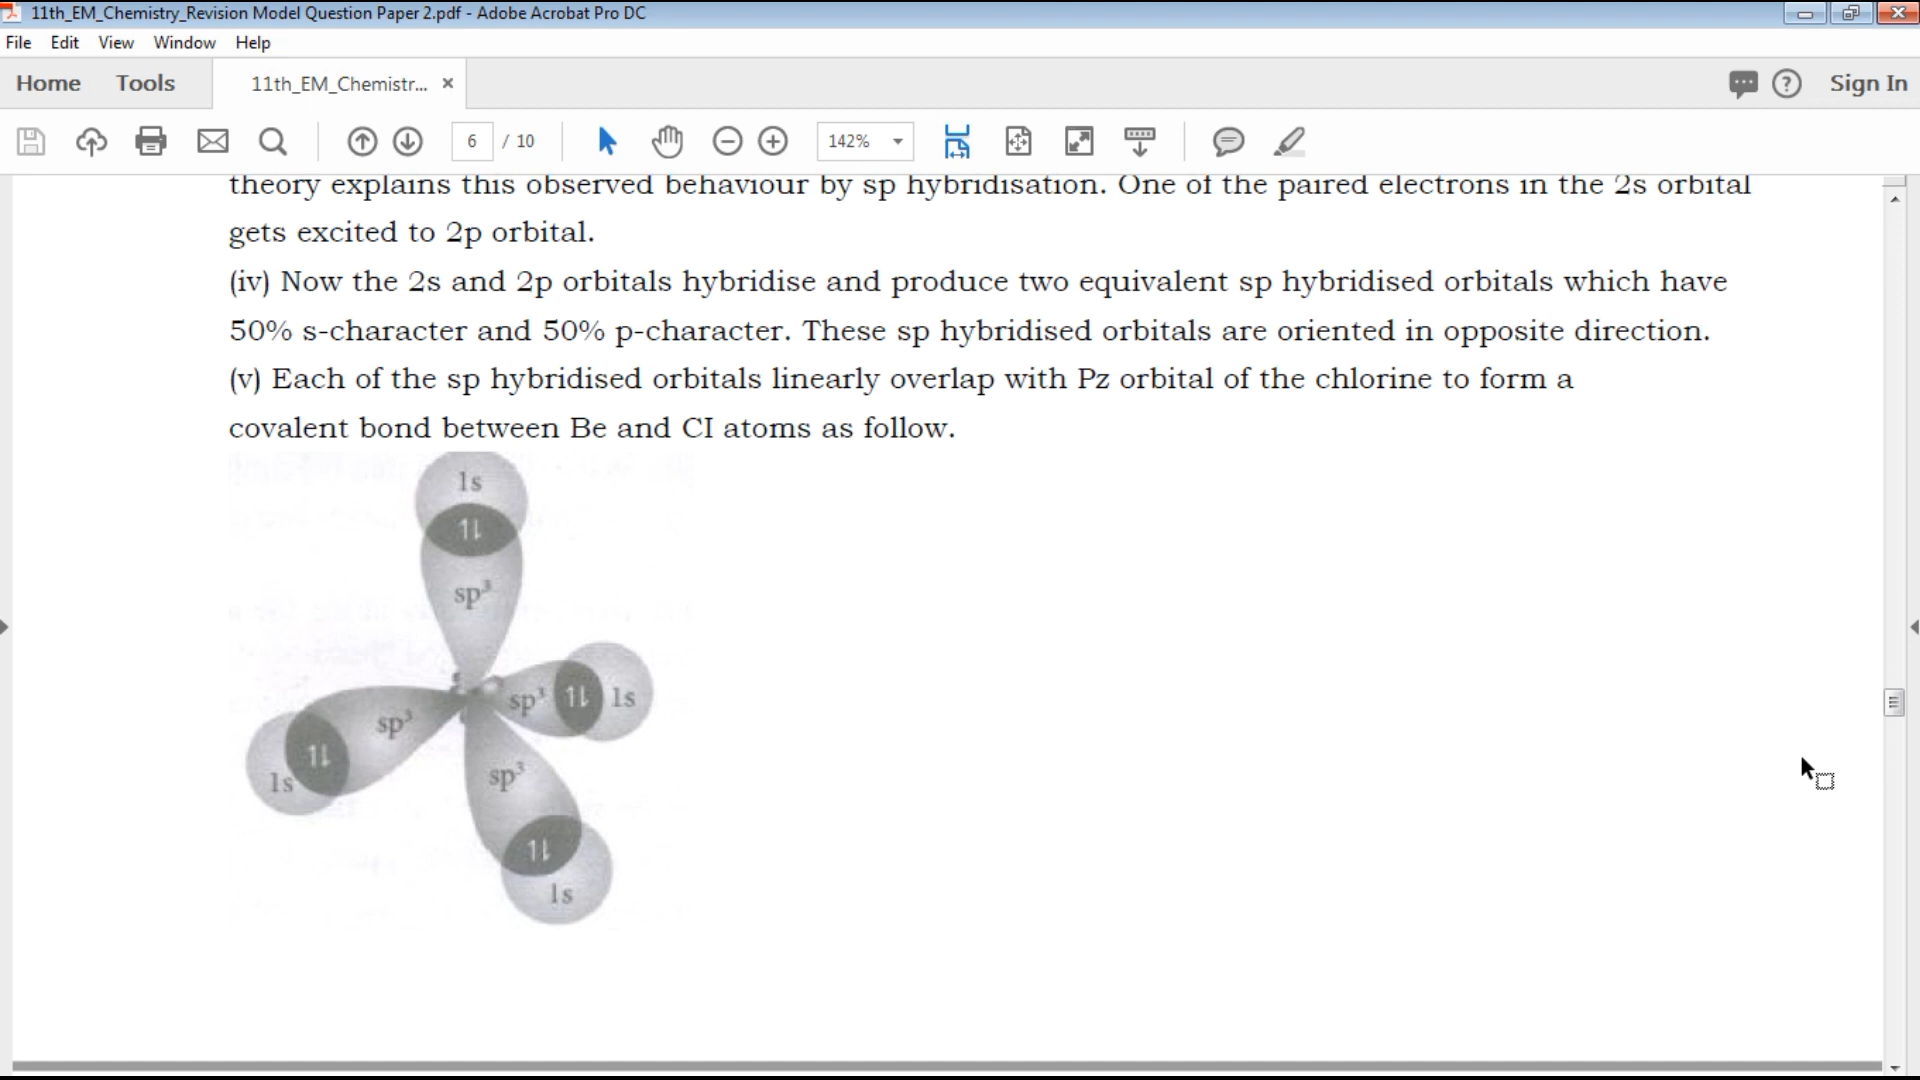 11th_EM_Chemistry_Revision Model Question Paper 2.pdf - Adobe Acrobat Pro DC
File Edit View Window Help
Home Tools 11th_EM_Chemistr... × Sign In
6 / 10 142%
theory explains this observed behaviour by sp hybridisation. One of the paired electrons in the 2s orbital
gets excited to 2p orbital.
(iv) Now the 2s and 2p orbitals hybridise and produce two equivalent sp hybridised orbitals which have
50% s-character and 50% p-character. These sp hybridised orbitals are oriented in opposite direction.
(v) Each of the sp hybridised orbitals linearly overlap with Pz orbital of the chlorine to form a
covalent bond between Be and CI atoms as follow.
1s
1l
sp³
sp³ 1l 1s
sp³
1l
1s
sp³
1l
1s